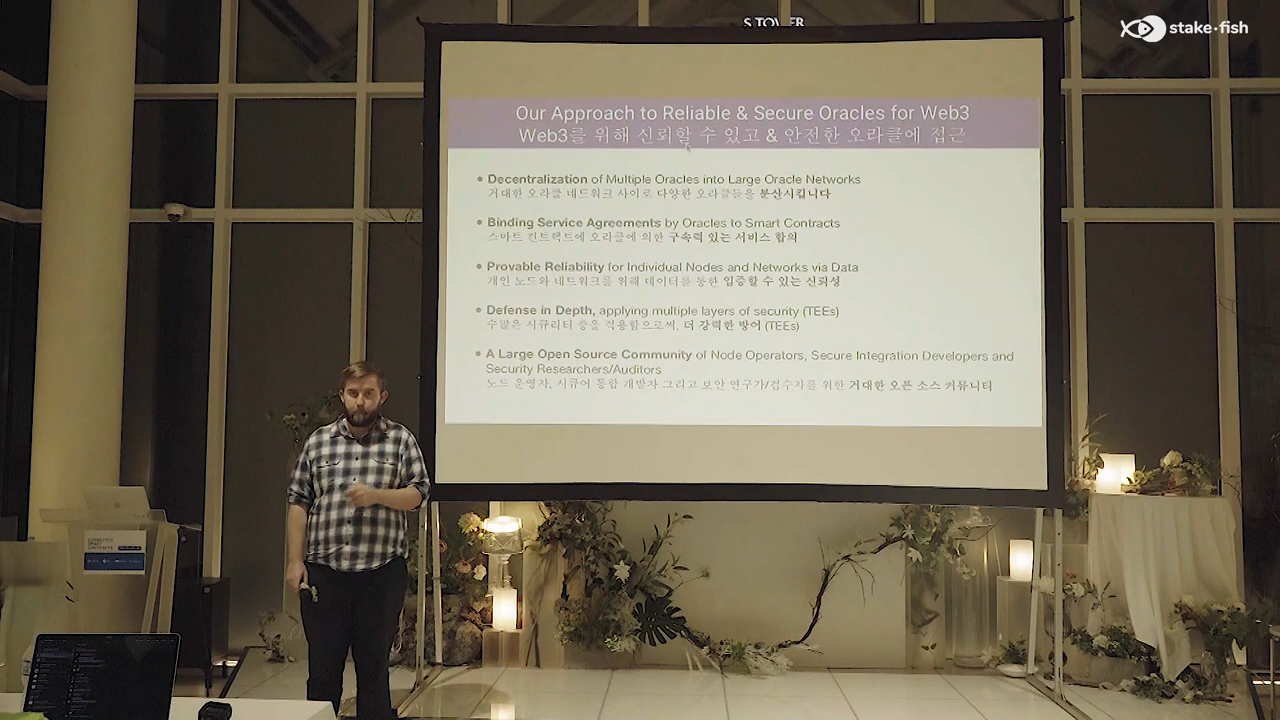 S TOWER
stake·fish
Our Approach to Reliable & Secure Oracles for Web3
Web3를 위해 신뢰할 수 있고 & 안전한 오라클에 접근
• Decentralization of Multiple Oracles into Large Oracle Networks
거대한 오라클 네트워크 사이로 다양한 오라클들을 분산시킵니다
• Binding Service Agreements by Oracles to Smart Contracts
스마트 컨트랙트에 오라클에 의한 구속력 있는 서비스 합의
• Provable Reliability for Individual Nodes and Networks via Data
개인 노드와 네트워크를 위해 데이터를 통한 입증할 수 있는 신뢰성
• Defense in Depth, applying multiple layers of security (TEEs)
수많은 시큐리티 층을 적용함으로써, 더 강력한 방어 (TEEs)
• A Large Open Source Community of Node Operators, Secure Integration Developers and
Security Researchers/Auditors
노드 운영자, 시큐어 통합 개발자 그리고 보안 연구가/검수자를 위한 거대한 오픈 소스 커뮤니티
CONNECTED
SMART
CONTRACTS